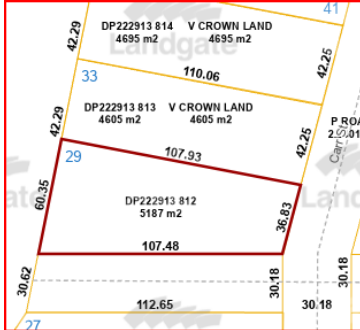 41
DP222913 814 V CROWN LAND
4695 m2 4695 m2
Landgate
42.29
42.25
33
110.06
DP222913 813 V CROWN LAND
4605 m2 4605 m2
42.29
42.25
P ROA
Carr St
29
107.93
60.35
DP222913 812
5187 m2
36.83
107.48
30.62
30.18
30.18
112.65
30.18
27